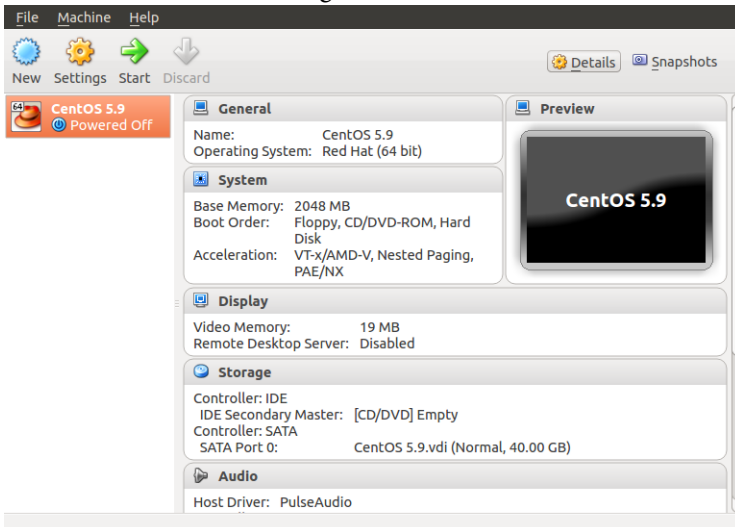 File Machine Help
New Settings Start Discard
Details Snapshots
64
CentOS 5.9
Powered Off
General
Name: CentOS 5.9
Operating System: Red Hat (64 bit)
System
Base Memory: 2048 MB
Boot Order: Floppy, CD/DVD-ROM, Hard
Disk
Acceleration: VT-x/AMD-V, Nested Paging,
PAE/NX
Preview
CentOS 5.9
Display
Video Memory: 19 MB
Remote Desktop Server: Disabled
Storage
Controller: IDE
IDE Secondary Master: [CD/DVD] Empty
Controller: SATA
SATA Port 0: CentOS 5.9.vdi (Normal, 40.00 GB)
Audio
Host Driver: PulseAudio